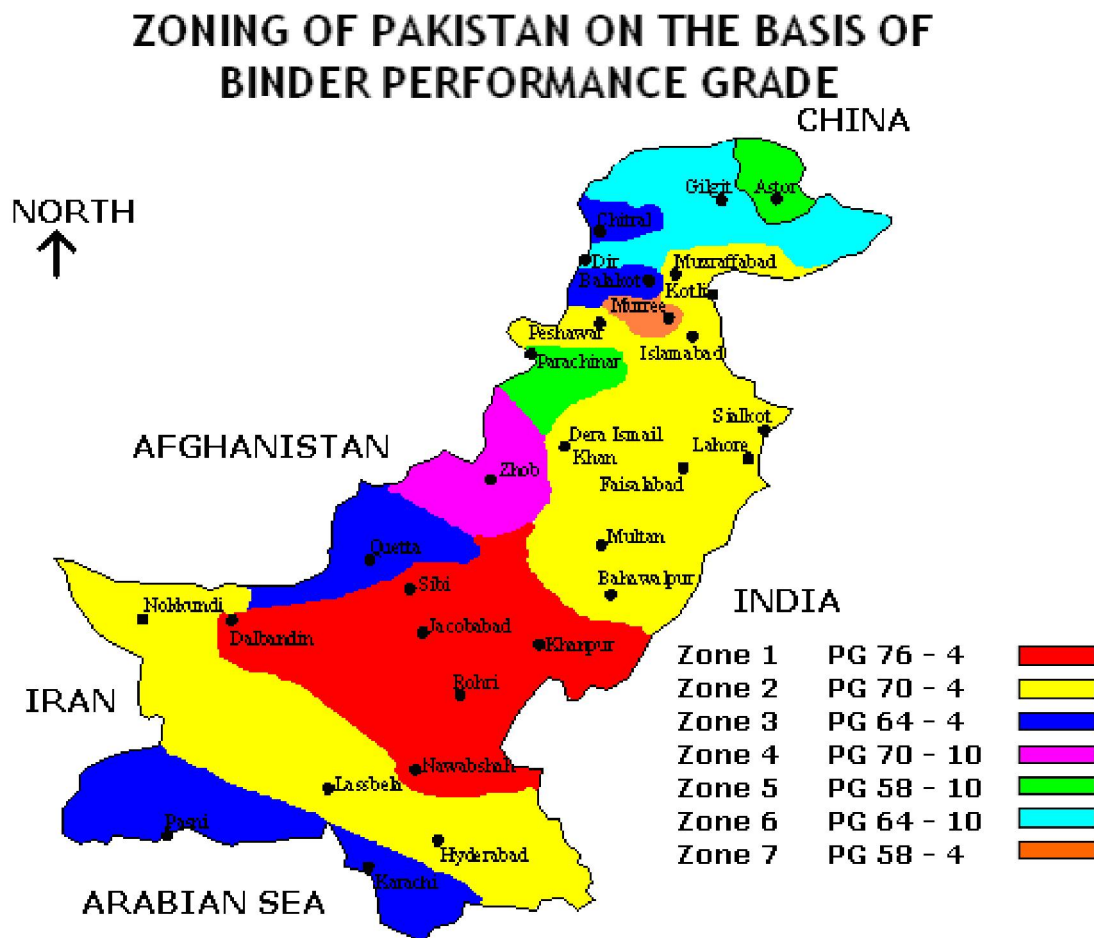 ZONING OF PAKISTAN ON THE BASIS OF
BINDER PERFORMANCE GRADE
CHINA
NORTH
Gilgit
Astor
Chitral
Dir
Muzraffabad
Balakot
Kotli
Murree
Peshawar
Islamabad
Parachinar
Sialkot
AFGHANISTAN
Dera Ismail
Khan
Lahore
Zhob
Faisalabad
Multan
Quetta
Sibi
Bahawalpur
INDIA
Nokkundi
Dalbandin
Jacobabad
Khanpur
Rohri
IRAN
Nawabshah
Lassbela
Pasni
Hyderabad
Karachi
ARABIAN SEA
Zone 1 PG 76 - 4
Zone 2 PG 70 - 4
Zone 3 PG 64 - 4
Zone 4 PG 70 - 10
Zone 5 PG 58 - 10
Zone 6 PG 64 - 10
Zone 7 PG 58 - 4